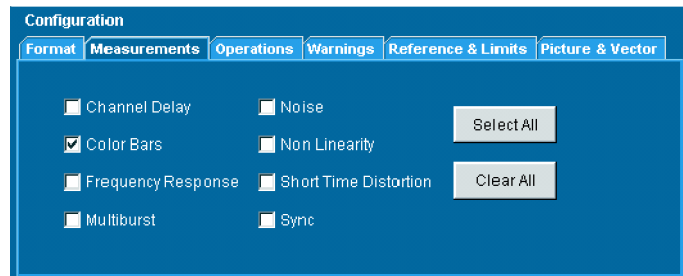 Configuration
Format Measurements Operations Warnings Reference & Limits Picture & Vector
Channel Delay Noise
Select All
Color Bars Non Linearity
Frequency Response Short Time Distortion Clear All
Multiburst Sync